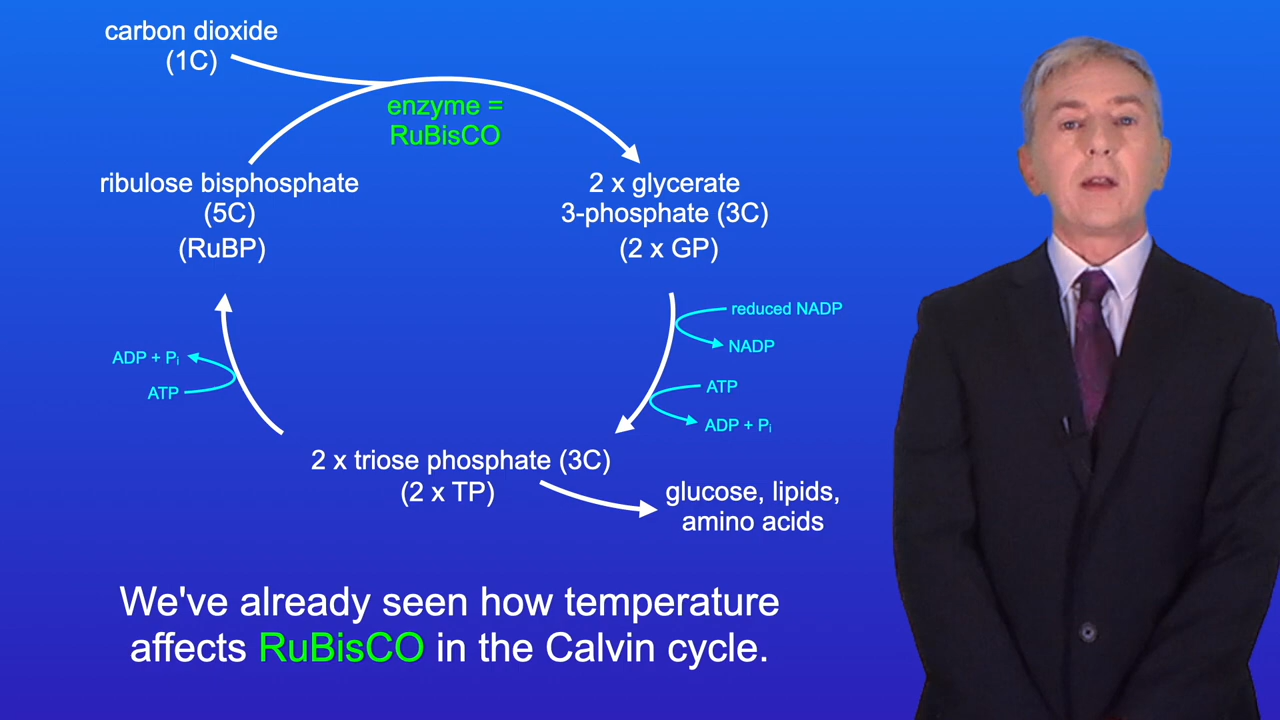 carbon dioxide
(1C)
enzyme =
RuBisCO
ribulose bisphosphate
(5C)
(RuBP)
2 x glycerate
3-phosphate (3C)
(2 x GP)
reduced NADP
NADP
ATP
ADP + Pi
ADP + Pi
ATP
2 x triose phosphate (3C)
(2 x TP)
glucose, lipids,
amino acids
We've already seen how temperature
affects RuBisCO in the Calvin cycle.